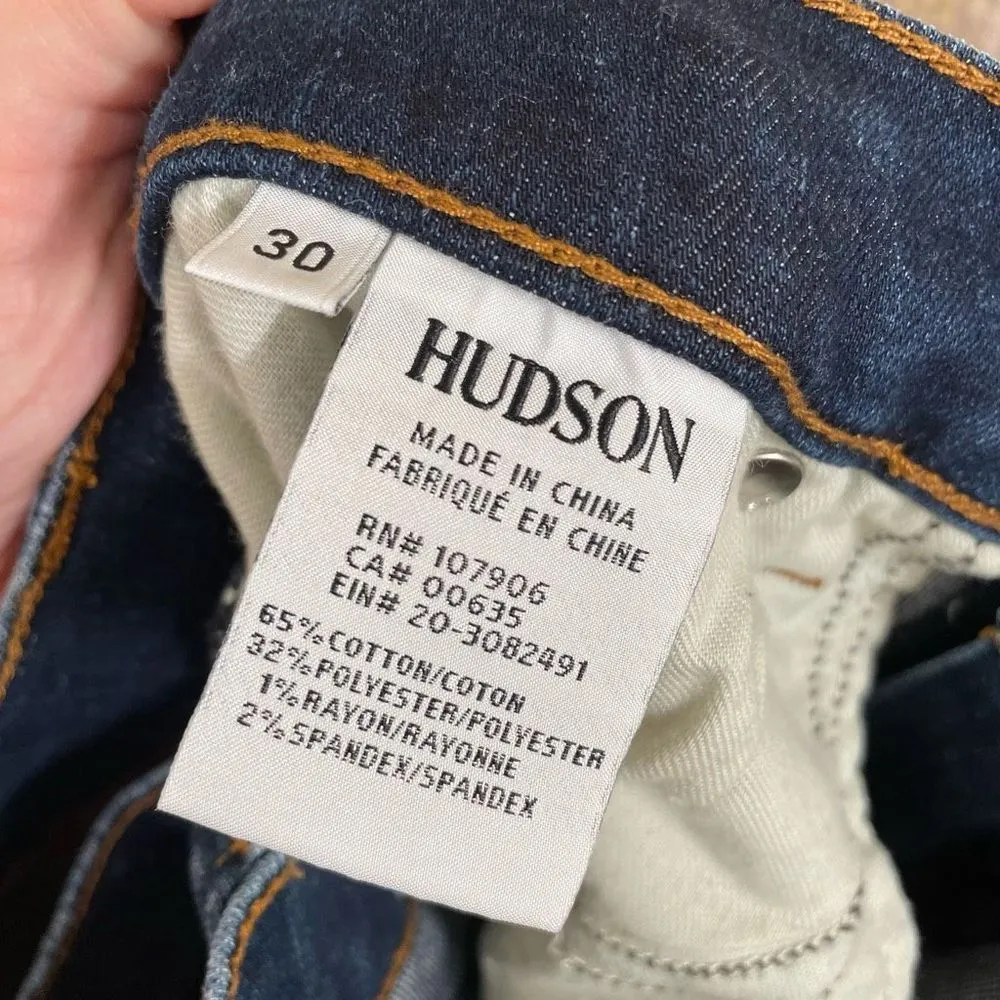 30
HUDSON
MADE IN CHINA
FABRIQUÉ EN CHINE
RN# 107906
CA# 00635
EIN# 20-3082491
65%COTTON/COTON
32%POLYESTER/POLYESTER
1%RAYON/RAYONNE
2%SPANDEX/SPANDEX